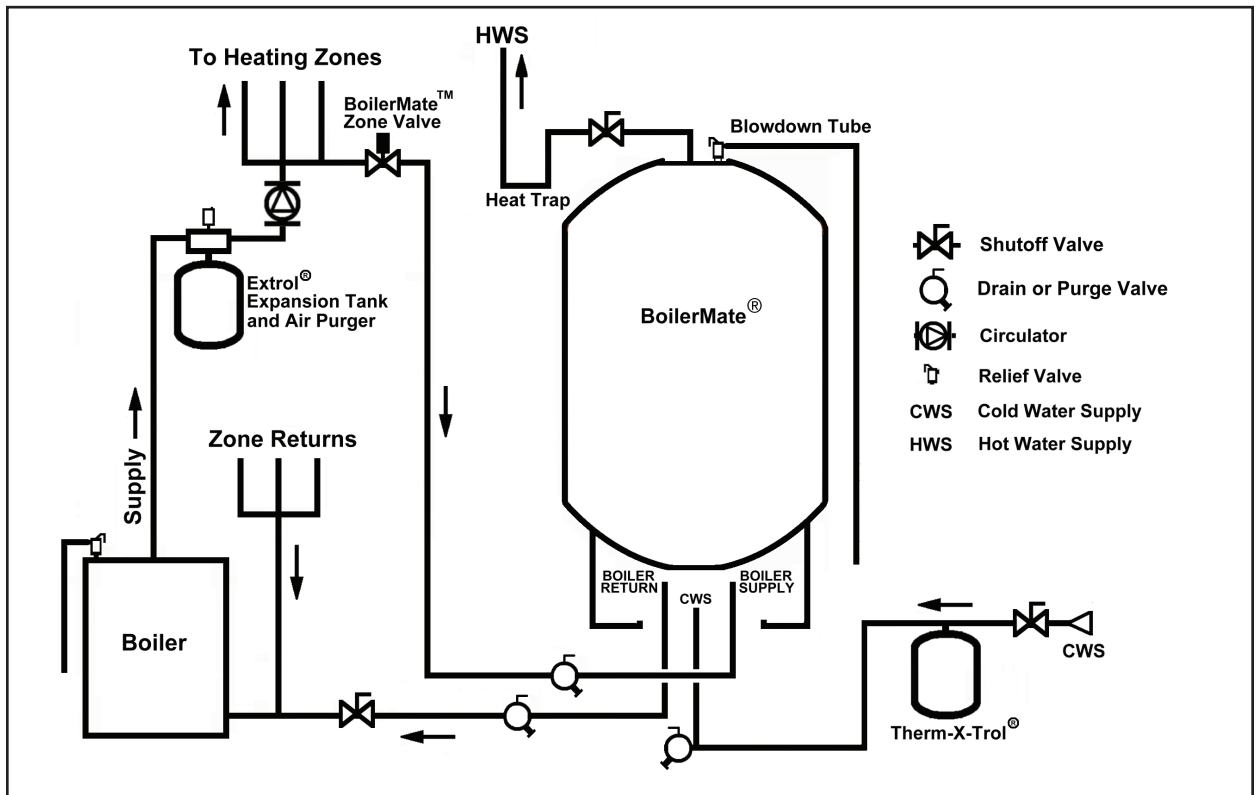 HWS
To Heating Zones
BoilerMate™
Zone Valve
Blowdown Tube
Heat Trap
Extrol®
Expansion Tank
and Air Purger
BoilerMate®
Shutoff Valve
Drain or Purge Valve
Circulator
Relief Valve
CWS Cold Water Supply
HWS Hot Water Supply
Zone Returns
Supply
BOILER
RETURN
CWS
BOILER
SUPPLY
Boiler
CWS
Therm-X-Trol®